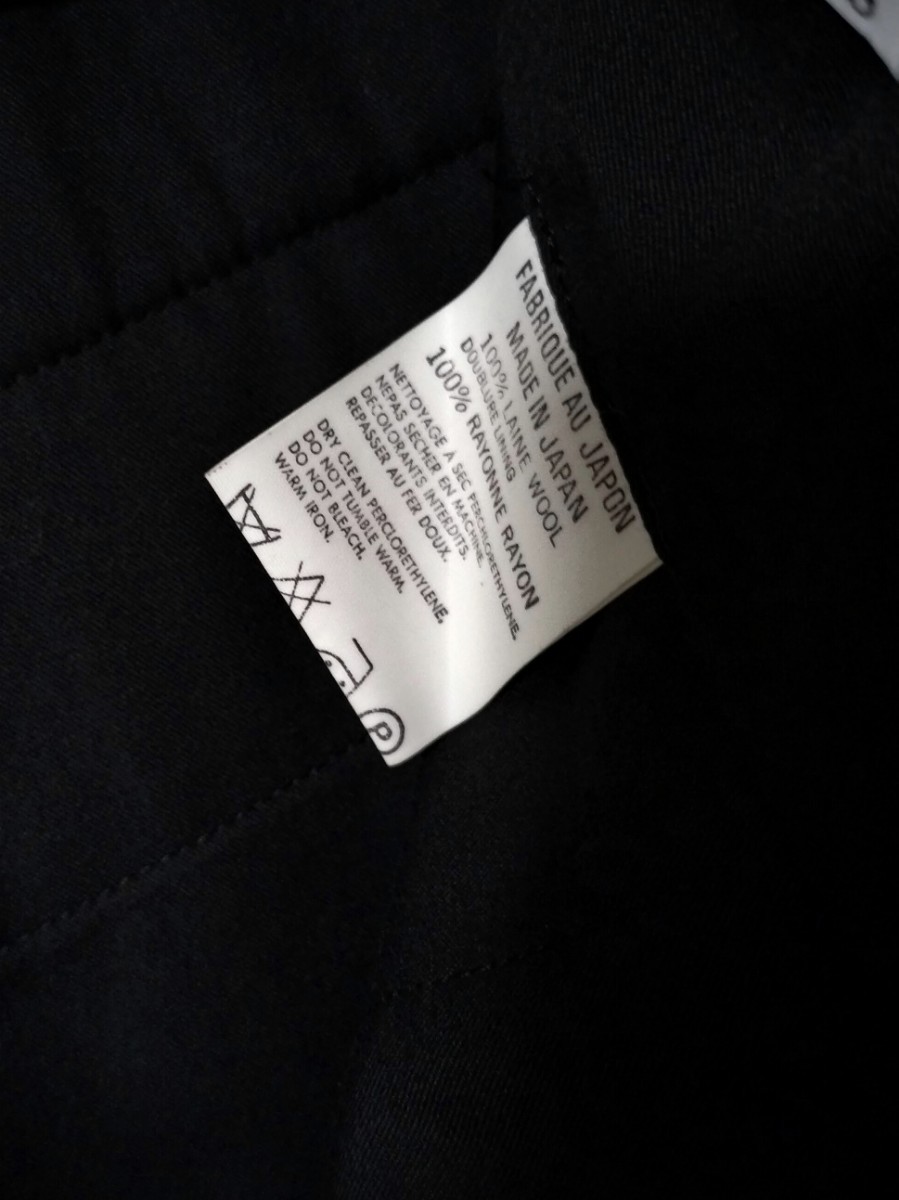 FABRIQUE AU JAPON
MADE IN JAPAN
100% LAINE WOOL
DOUBLURE LINING
100% RAYONNE RAYON
NETTOYAGE A SEC PERCHLORETHYLENE.
NEPAS SECHER EN MACHINE.
DECOLORANTS INTERDITS.
REPASSER AU FER DOUX.
DRY CLEAN PERCLORETHYLENE.
DO NOT TUMBLE WARM.
DO NOT BLEACH.
WARM IRON.
P